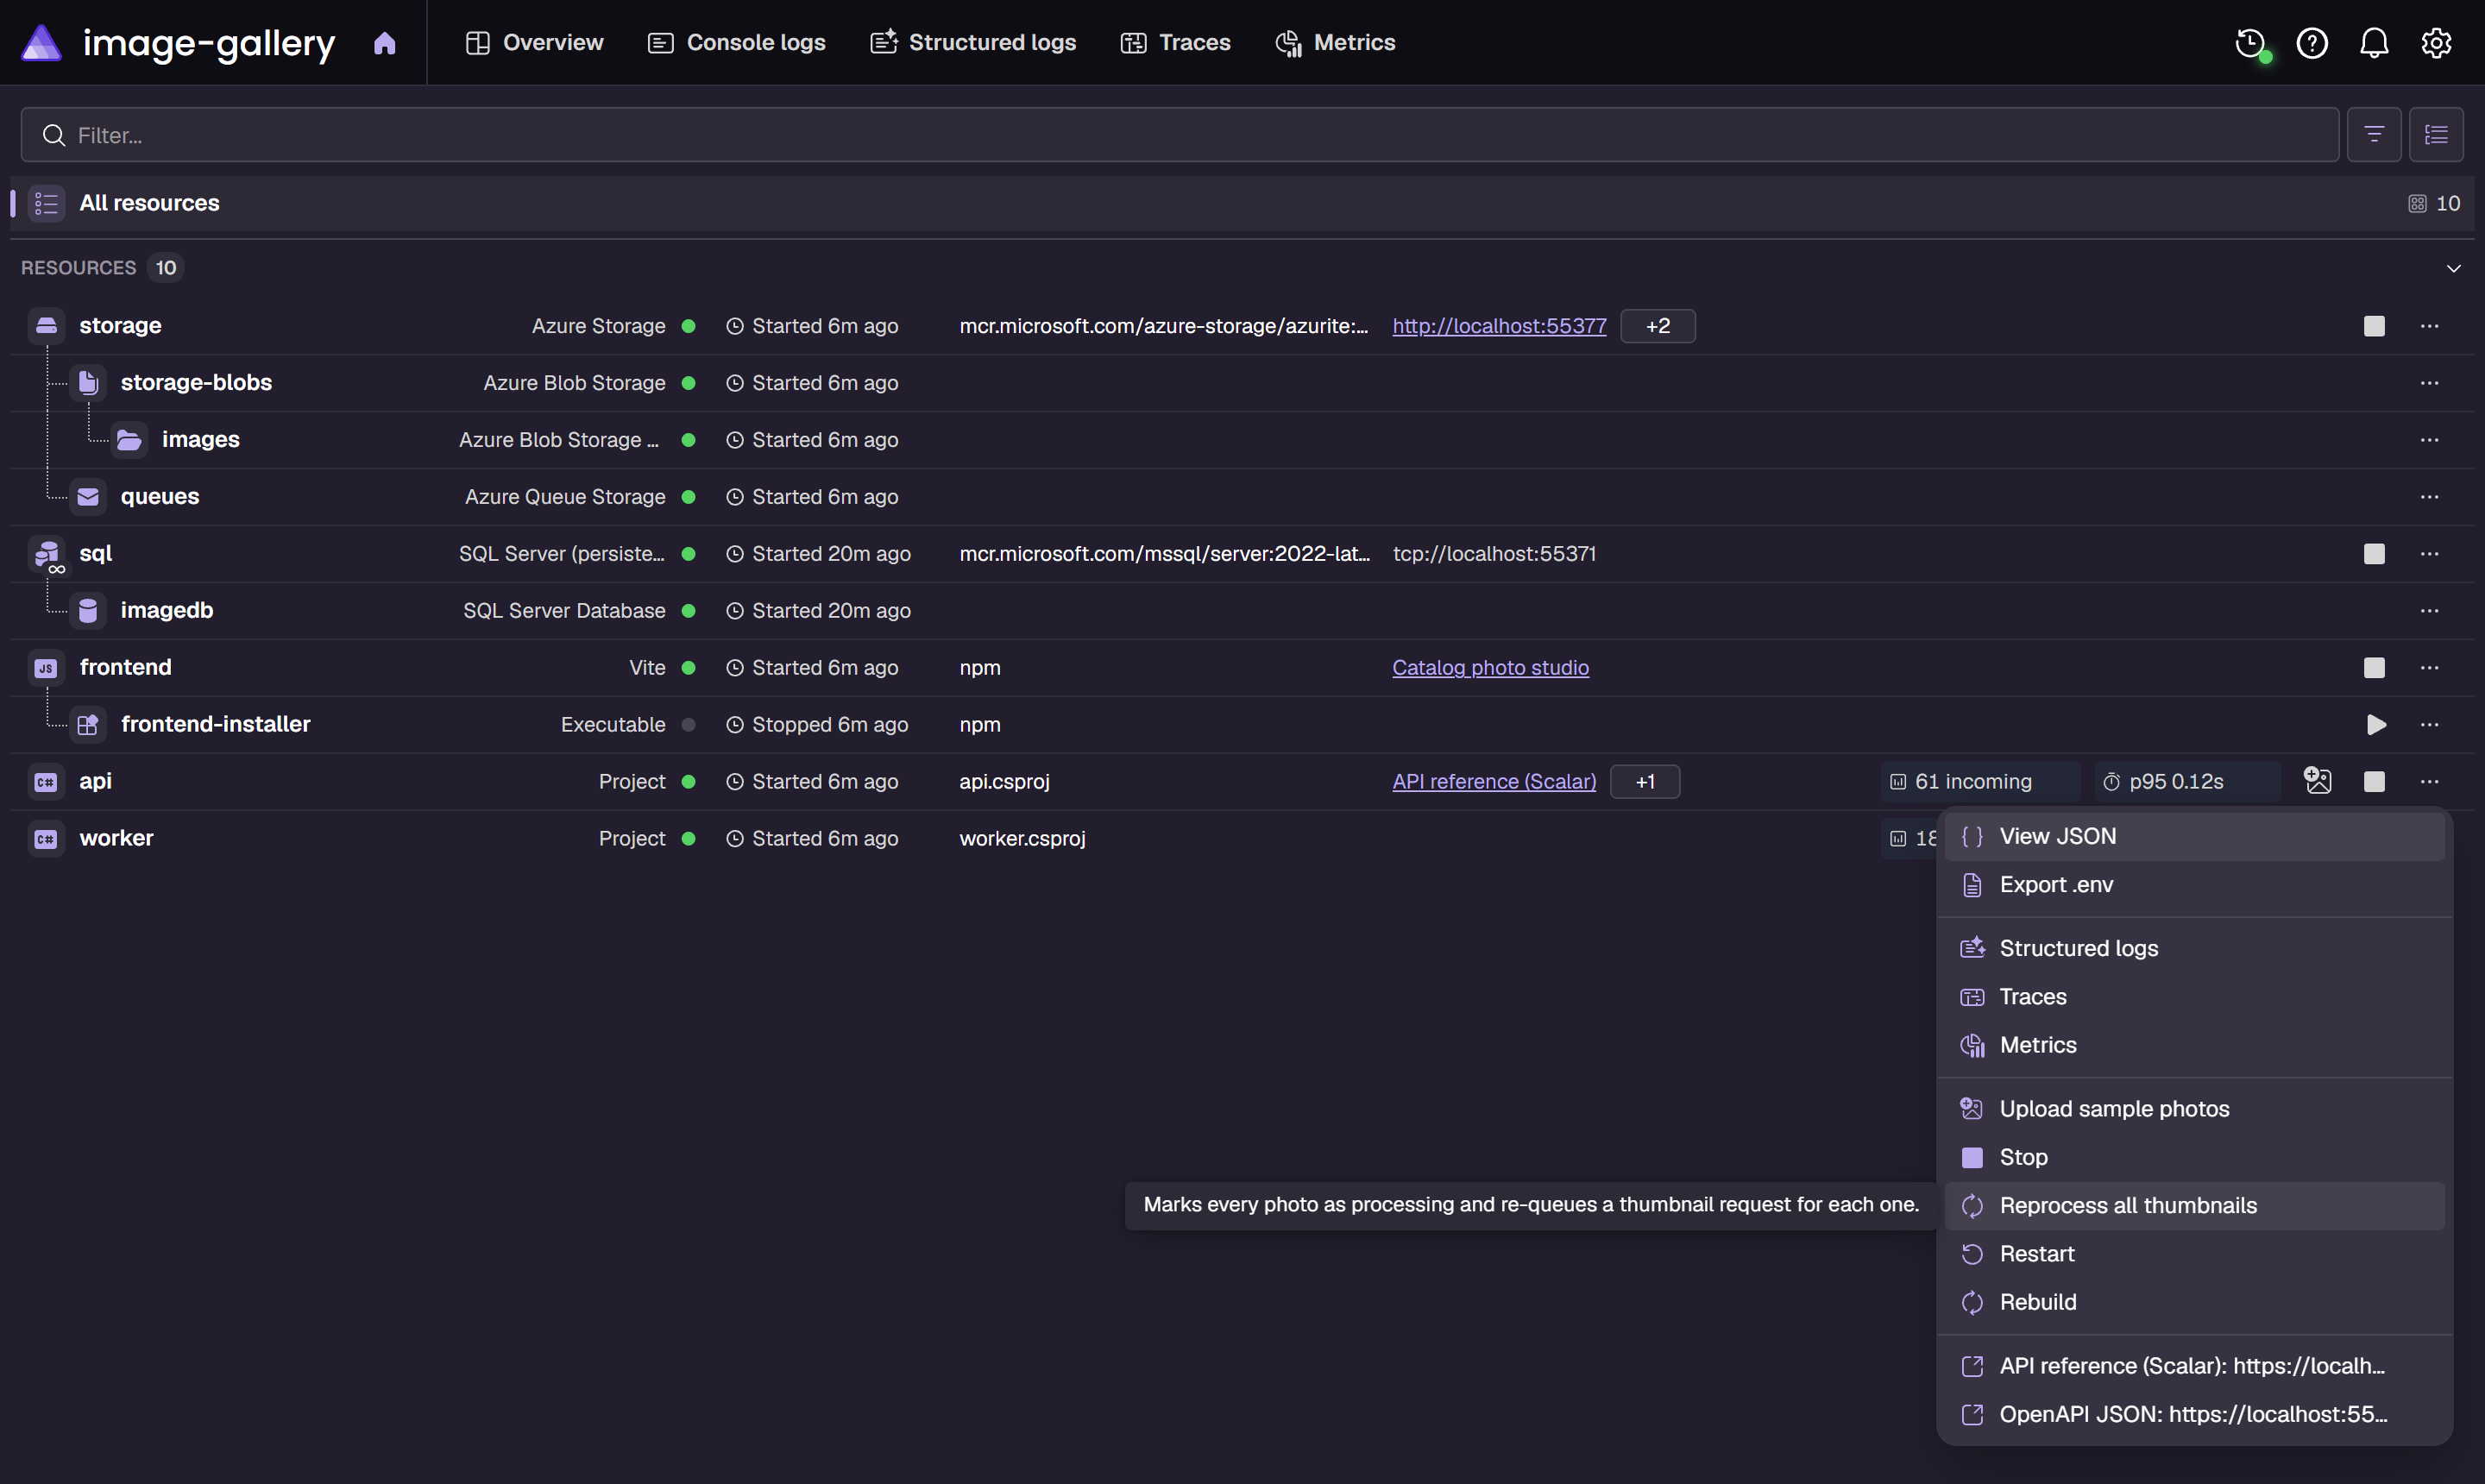 image-gallery
Overview
Console logs
Structured logs
Traces
Metrics
Filter...
All resources
10
RESOURCES 10
storage Azure Storage Started 6m ago mcr.microsoft.com/azure-storage/azurite:... http://localhost:55377 +2
storage-blobs Azure Blob Storage Started 6m ago
images Azure Blob Storage ... Started 6m ago
queues Azure Queue Storage Started 6m ago
sql SQL Server (persiste... Started 20m ago mcr.microsoft.com/mssql/server:2022-lat... tcp://localhost:55371
imagedb SQL Server Database Started 20m ago
JS frontend Vite Started 6m ago npm Catalog photo studio
frontend-installer Executable Stopped 6m ago npm
C# api Project Started 6m ago api.csproj API reference (Scalar) +1 61 incoming p95 0.12s
C# worker Project Started 6m ago worker.csproj 18
View JSON
Export .env
Structured logs
Traces
Metrics
Upload sample photos
Stop
Marks every photo as processing and re-queues a thumbnail request for each one.
Reprocess all thumbnails
Restart
Rebuild
API reference (Scalar): https://localh...
OpenAPI JSON: https://localhost:55...